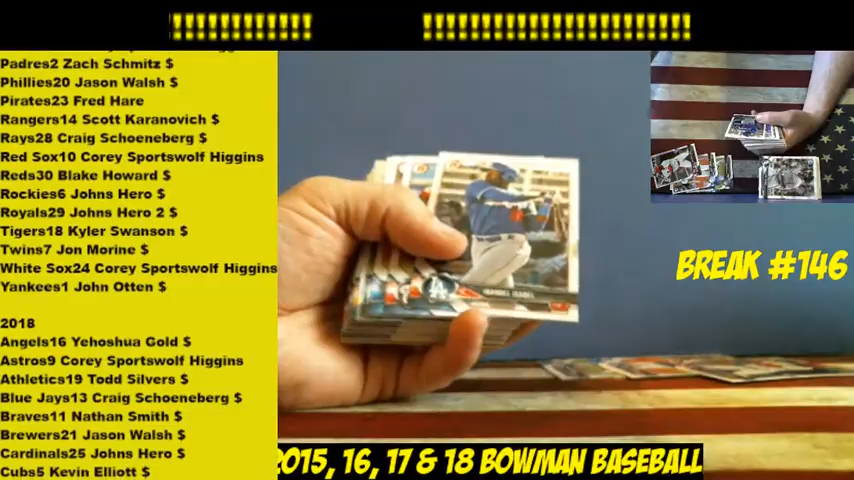 !!!!!!!!!!!!!!!!! !!!!!!!!!!!!!!!!!!!!!!!!!!!!!!!!
Padres2 Zach Schmitz $
Phillies20 Jason Walsh $
Pirates23 Fred Hare
Rangers14 Scott Karanovich $
Rays28 Craig Schoeneberg $
Red Sox10 Corey Sportswolf Higgins
Reds30 Blake Howard $
Rockies6 Johns Hero $
Royals29 Johns Hero 2 $
Tigers18 Kyler Swanson $
Twins7 Jon Morine $
White Sox24 Corey Sportswolf Higgins
Yankees1 John Otten $
2018
Angels16 Yehoshua Gold $
Astros9 Corey Sportswolf Higgins
Athletics19 Todd Silvers $
Blue Jays13 Craig Schoeneberg $
Braves11 Nathan Smith $
Brewers21 Jason Walsh $
Cardinals25 Johns Hero $
Cubs5 Kevin Elliott $
BREAK #146
2015, 16, 17 & 18 BOWMAN BASEBALL